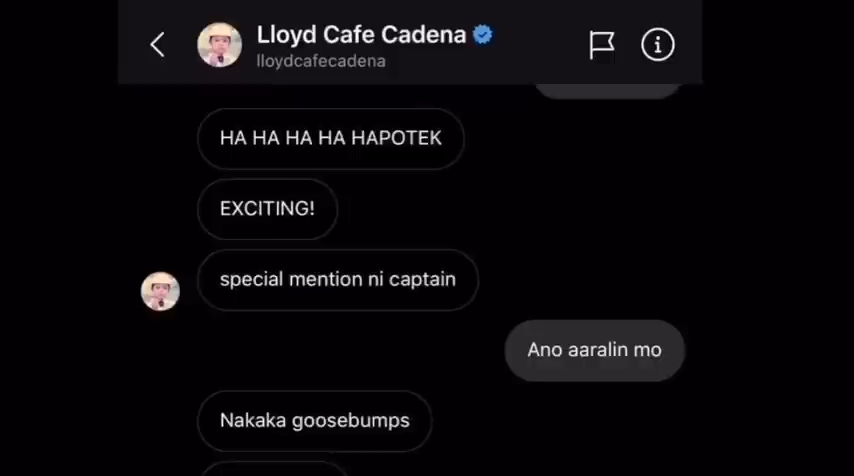 Lloyd Cafe Cadena
lloydcafecadena
HA HA HA HA HAPOTEK
EXCITING!
special mention ni captain
Ano aaralin mo
Nakaka goosebumps